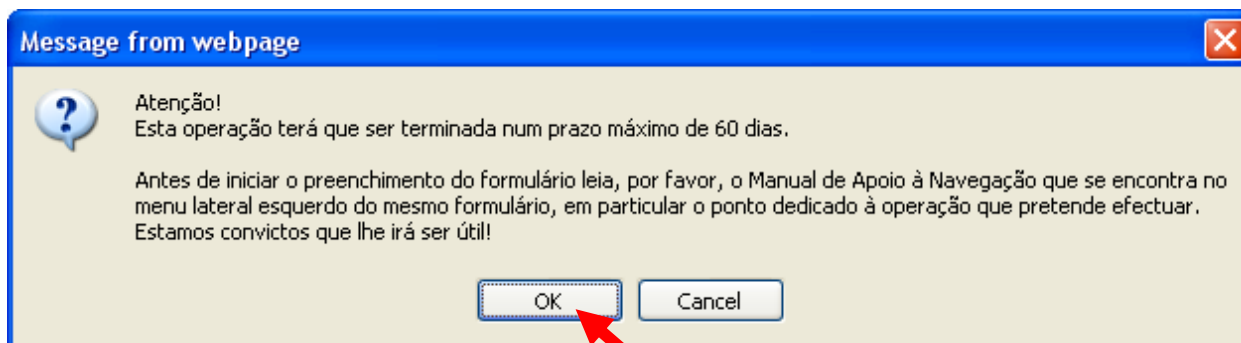 Message from webpage
Atenção!
Esta operação terá que ser terminada num prazo máximo de 60 dias.
Antes de iniciar o preenchimento do formulário leia, por favor, o Manual de Apoio à Navegação que se encontra no
menu lateral esquerdo do mesmo formulário, em particular o ponto dedicado à operação que pretende efectuar.
Estamos convictos que lhe irá ser útil!
OK Cancel